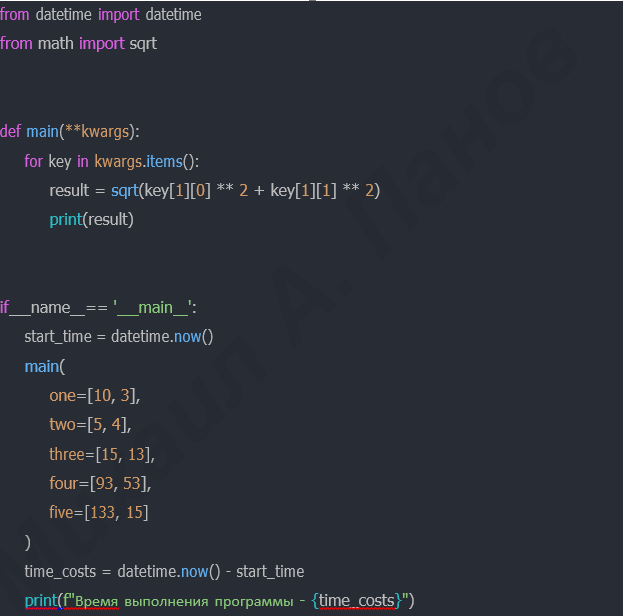 from datetime import datetime
from math import sqrt
def main(**kwargs):
for key in kwargs.items():
result = sqrt(key[1][0] ** 2 + key[1][1] ** 2)
print(result)
if__name__== '__main__':
start_time = datetime.now()
main(
one=[10, 3],
two=[5, 4],
three=[15, 13],
four=[93, 53],
five=[133, 15]
)
time_costs = datetime.now() - start_time
print(f"Время выполнения программы - {time_costs}")
Михаил А. Панов